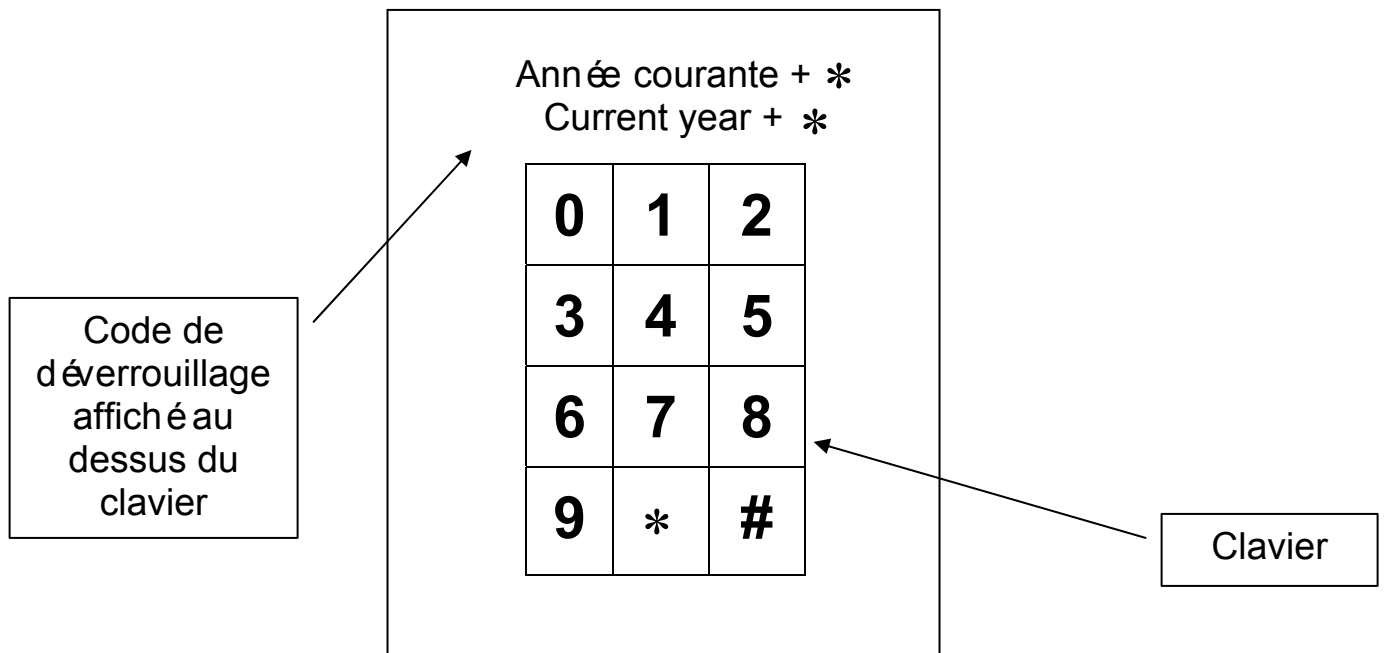 Année courante + *
Current year + *
0 1 2
3 4 5
6 7 8
9 * #
Code de
déverrouillage
affiché au
dessus du
clavier
Clavier